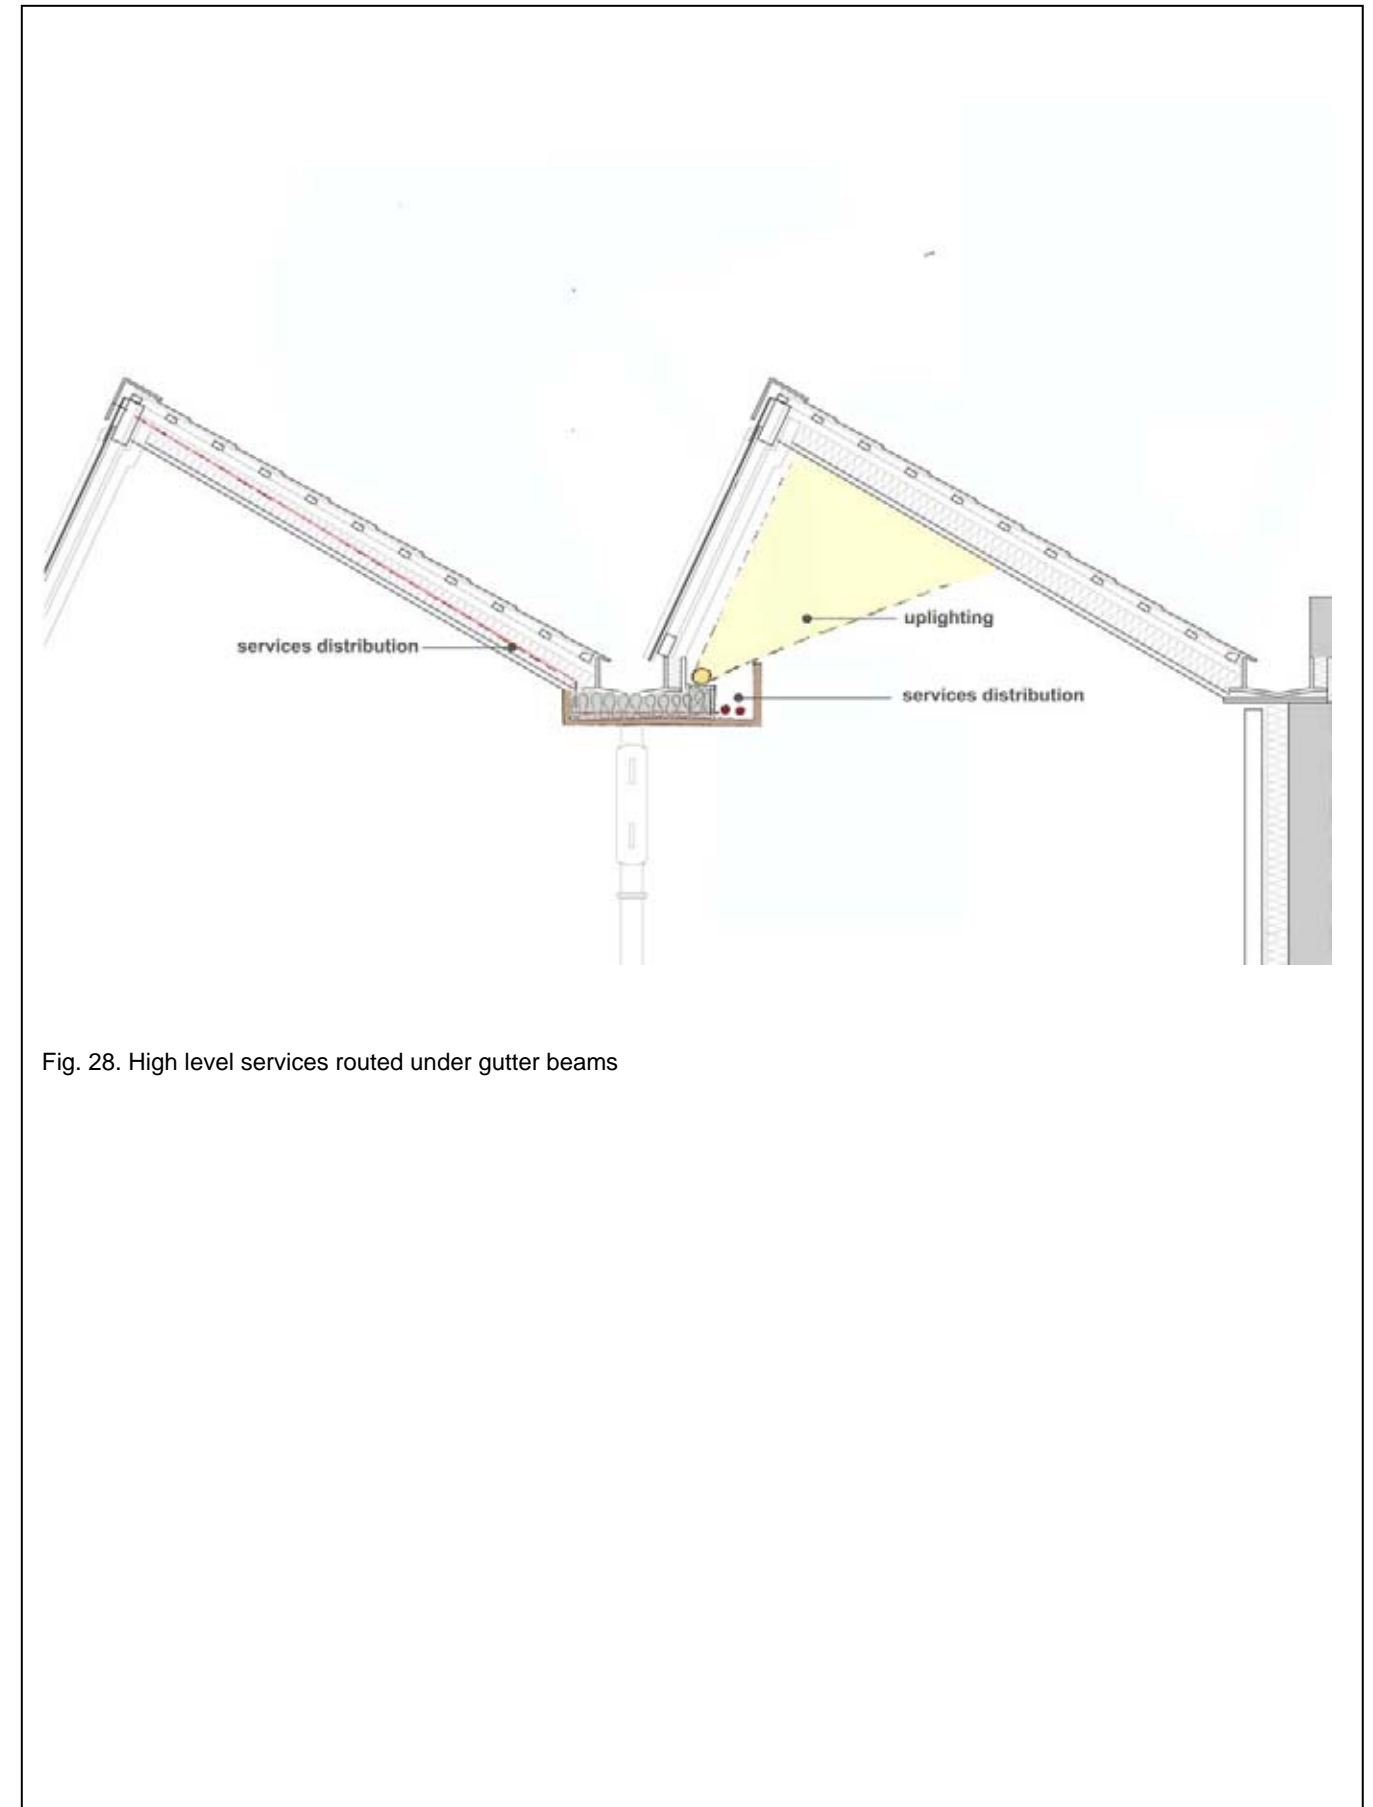 services distribution
uplighting
services distribution
Fig. 28. High level services routed under gutter beams